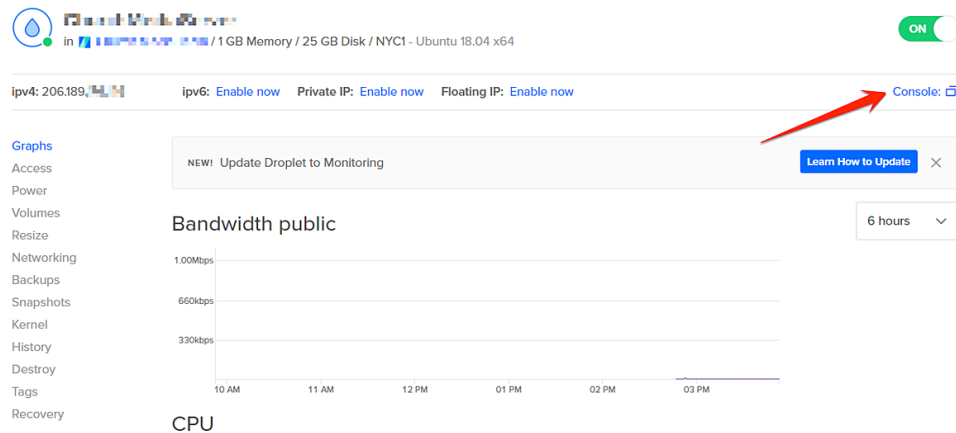 in / 1 GB Memory / 25 GB Disk / NYC1 - Ubuntu 18.04 x64
ON
ipv4: 206.189. ipv6: Enable now Private IP: Enable now Floating IP: Enable now Console:
Graphs
Access
Power
Volumes
Resize
Networking
Backups
Snapshots
Kernel
History
Destroy
Tags
Recovery
NEW! Update Droplet to Monitoring
Learn How to Update
Bandwidth public
6 hours
1.00Mbps
660kbps
330kbps
10 AM 11 AM 12 PM 01 PM 02 PM 03 PM
CPU